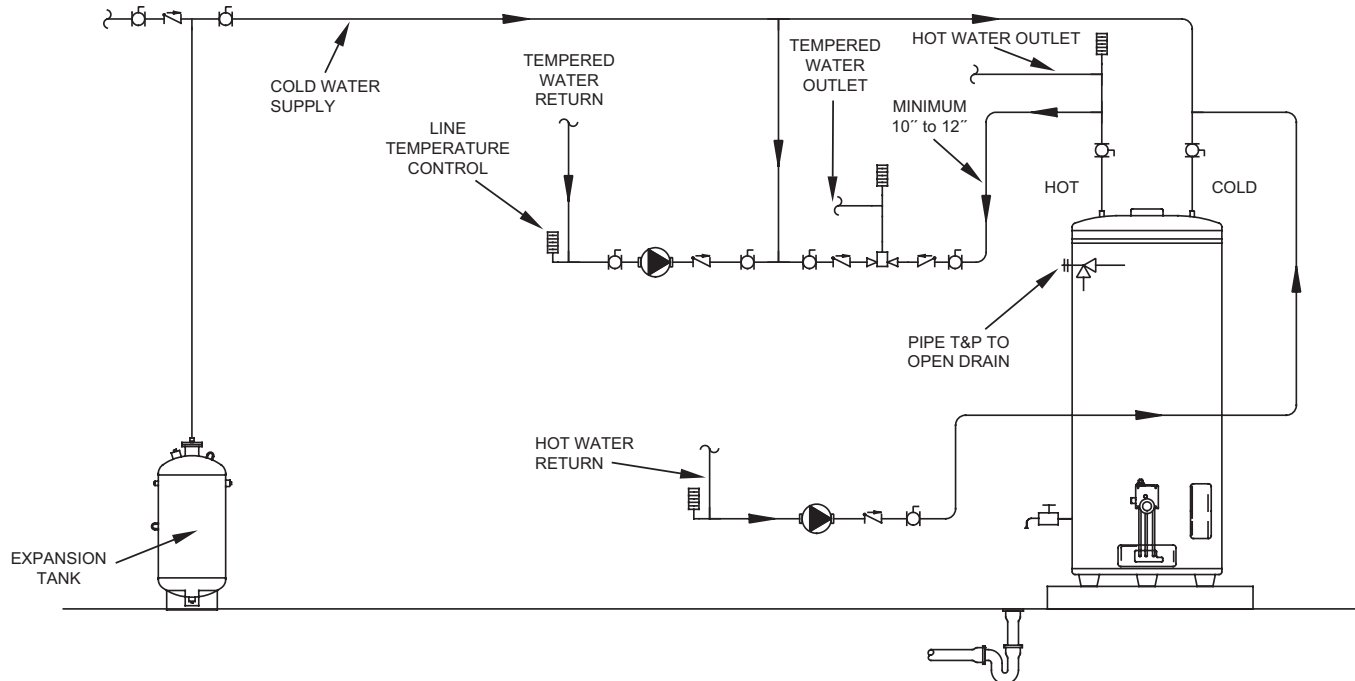 HOT WATER OUTLET
TEMPERED
WATER
OUTLET
TEMPERED
WATER
RETURN
COLD WATER
SUPPLY
MINIMUM
10˝ to 12˝
LINE
TEMPERATURE
CONTROL
HOT
COLD
PIPE T&P TO
OPEN DRAIN
HOT WATER
RETURN
EXPANSION
TANK